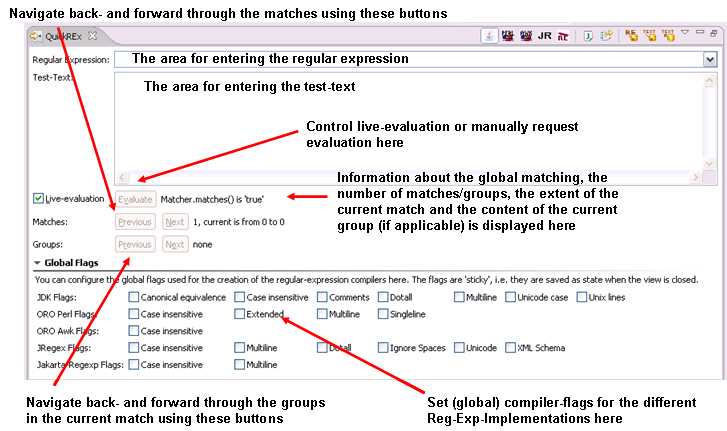 Navigate back- and forward through the matches using these buttons
QuickREx
JR
Regular Expression:
The area for entering the regular expression
Test-Text:
The area for entering the test-text
Control live-evaluation or manually request
evaluation here
Information about the global matching, the
number of matches/groups, the extent of the
current match and the content of the current
group (if applicable) is displayed here
Live-evaluation Evaluate Matcher.matches() is 'true'
Matches: Previous Next 1, current is from 0 to 0
Groups: Previous Next none
Global Flags
You can configure the global flags used for the creation of the regular-expression compilers here. The flags are 'sticky', i.e. they are saved as state when the view is closed.
JDK Flags: Canonical equivalence Case insensitive Comments Dotall Multiline Unicode case Unix lines
ORO Perl Flags: Case insensitive Extended Multiline Singleline
ORO Awk Flags: Case insensitive
JRegex Flags: Case insensitive Multiline Dotall Ignore Spaces Unicode XML Schema
Jakarta-Regexp Flags: Case insensitive Multiline
Navigate back- and forward through the groups
in the current match using these buttons
Set (global) compiler-flags for the different
Reg-Exp-Implementations here